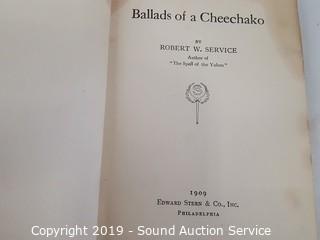 Ballads of a Cheechako
BY
ROBERT W. SERVICE
Author of
"The Spell of the Yukon"
1909
EDWARD STERN & CO., INC.
PHILADELPHIA
Copyright 2019 - Sound Auction Service